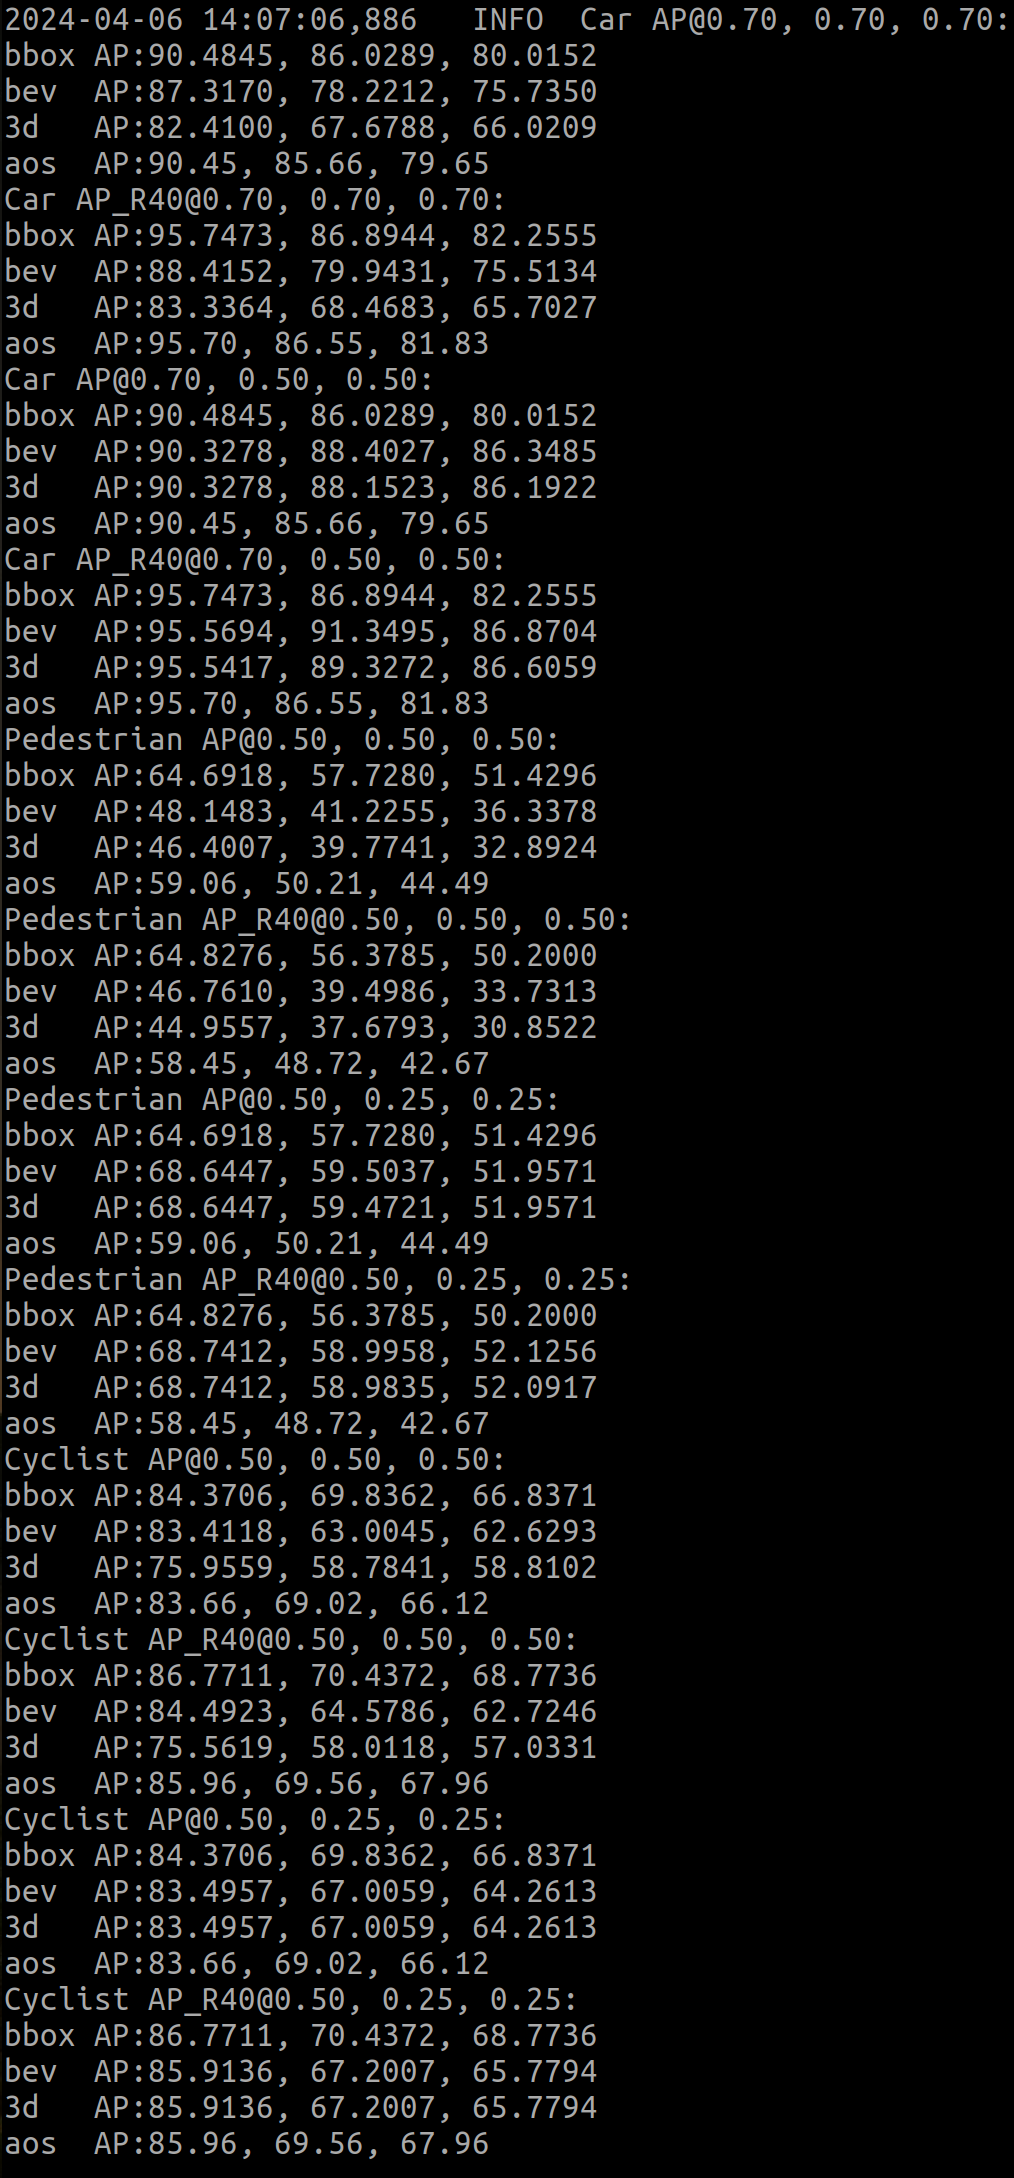 2024-04-06 14:07:06,886   INFO  Car AP@0.70, 0.70, 0.70:
bbox AP:90.4845, 86.0289, 80.0152
bev  AP:87.3170, 78.2212, 75.7350
3d   AP:82.4100, 67.6788, 66.0209
aos  AP:90.45, 85.66, 79.65
Car AP_R40@0.70, 0.70, 0.70:
bbox AP:95.7473, 86.8944, 82.2555
bev  AP:88.4152, 79.9431, 75.5134
3d   AP:83.3364, 68.4683, 65.7027
aos  AP:95.70, 86.55, 81.83
Car AP@0.70, 0.50, 0.50:
bbox AP:90.4845, 86.0289, 80.0152
bev  AP:90.3278, 88.4027, 86.3485
3d   AP:90.3278, 88.1523, 86.1922
aos  AP:90.45, 85.66, 79.65
Car AP_R40@0.70, 0.50, 0.50:
bbox AP:95.7473, 86.8944, 82.2555
bev  AP:95.5694, 91.3495, 86.8704
3d   AP:95.5417, 89.3272, 86.6059
aos  AP:95.70, 86.55, 81.83
Pedestrian AP@0.50, 0.50, 0.50:
bbox AP:64.6918, 57.7280, 51.4296
bev  AP:48.1483, 41.2255, 36.3378
3d   AP:46.4007, 39.7741, 32.8924
aos  AP:59.06, 50.21, 44.49
Pedestrian AP_R40@0.50, 0.50, 0.50:
bbox AP:64.8276, 56.3785, 50.2000
bev  AP:46.7610, 39.4986, 33.7313
3d   AP:44.9557, 37.6793, 30.8522
aos  AP:58.45, 48.72, 42.67
Pedestrian AP@0.50, 0.25, 0.25:
bbox AP:64.6918, 57.7280, 51.4296
bev  AP:68.6447, 59.5037, 51.9571
3d   AP:68.6447, 59.4721, 51.9571
aos  AP:59.06, 50.21, 44.49
Pedestrian AP_R40@0.50, 0.25, 0.25:
bbox AP:64.8276, 56.3785, 50.2000
bev  AP:68.7412, 58.9958, 52.1256
3d   AP:68.7412, 58.9835, 52.0917
aos  AP:58.45, 48.72, 42.67
Cyclist AP@0.50, 0.50, 0.50:
bbox AP:84.3706, 69.8362, 66.8371
bev  AP:83.4118, 63.0045, 62.6293
3d   AP:75.9559, 58.7841, 58.8102
aos  AP:83.66, 69.02, 66.12
Cyclist AP_R40@0.50, 0.50, 0.50:
bbox AP:86.7711, 70.4372, 68.7736
bev  AP:84.4923, 64.5786, 62.7246
3d   AP:75.5619, 58.0118, 57.0331
aos  AP:85.96, 69.56, 67.96
Cyclist AP@0.50, 0.25, 0.25:
bbox AP:84.3706, 69.8362, 66.8371
bev  AP:83.4957, 67.0059, 64.2613
3d   AP:83.4957, 67.0059, 64.2613
aos  AP:83.66, 69.02, 66.12
Cyclist AP_R40@0.50, 0.25, 0.25:
bbox AP:86.7711, 70.4372, 68.7736
bev  AP:85.9136, 67.2007, 65.7794
3d   AP:85.9136, 67.2007, 65.7794
aos  AP:85.96, 69.56, 67.96